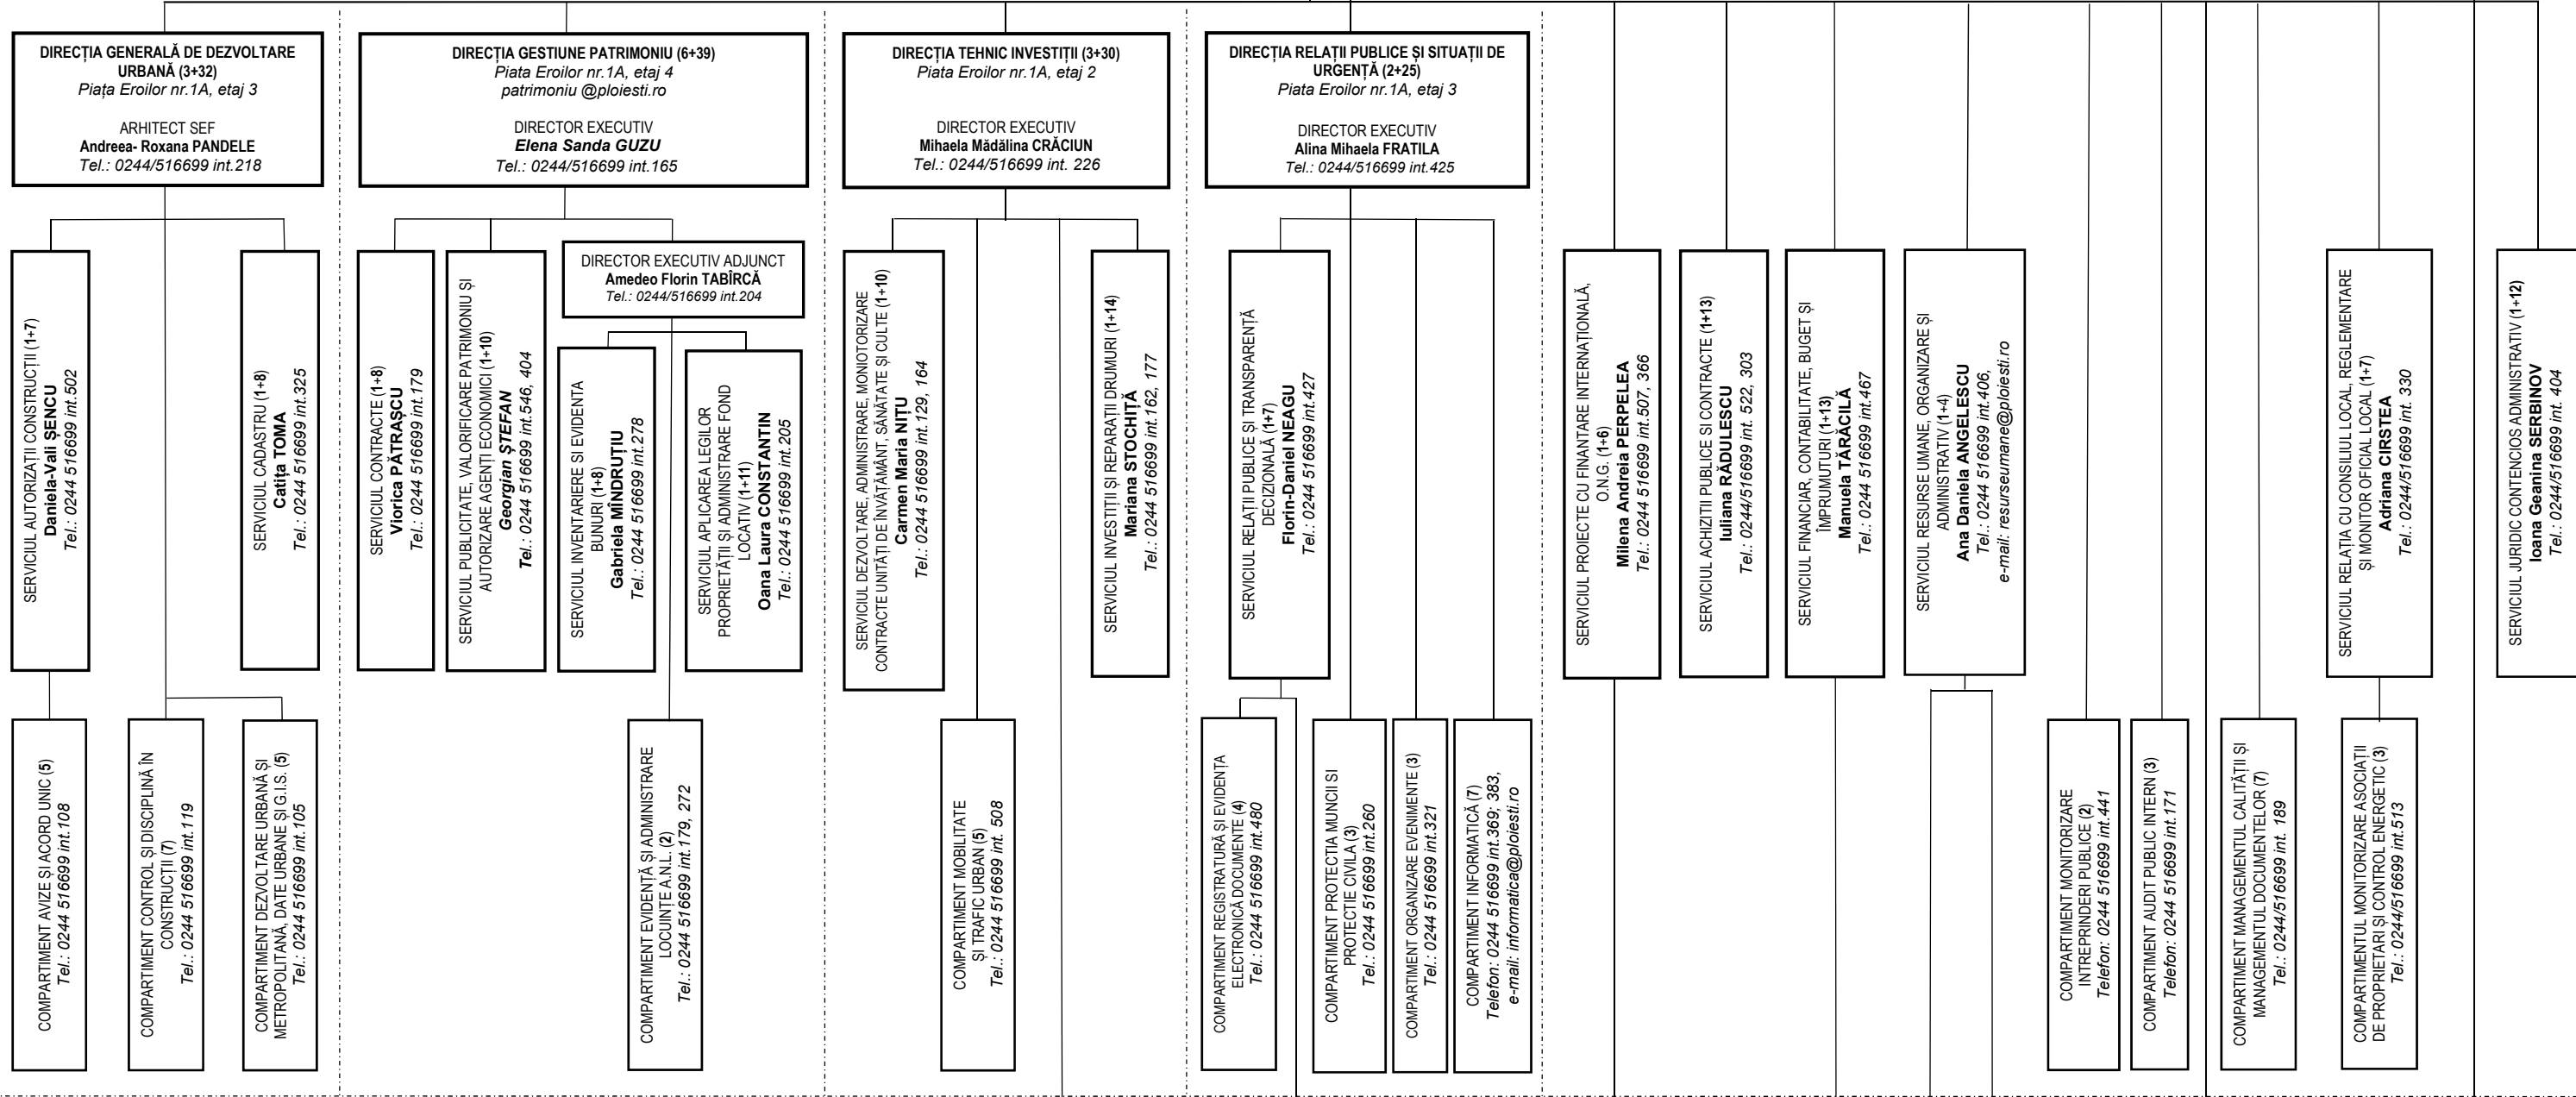 DIRECȚIA GENERALĂ DE DEZVOLTARE
URBANĂ (3+32)
Piața Eroilor nr.1A, etaj 3
ARHITECT SEF
Andreea- Roxana PANDELE
Tel.: 0244/516699 int.218
DIRECȚIA GESTIUNE PATRIMONIU (6+39)
Piata Eroilor nr.1A, etaj 4
patrimoniu @ploiesti.ro
DIRECTOR EXECUTIV
Elena Sanda GUZU
Tel.: 0244/516699 int.165
DIRECȚIA TEHNIC INVESTIȚII (3+30)
Piata Eroilor nr.1A, etaj 2
DIRECTOR EXECUTIV
Mihaela Mădălina CRĂCIUN
Tel.: 0244/516699 int. 226
DIRECȚIA RELAȚII PUBLICE ȘI SITUAȚII DE
URGENȚĂ (2+25)
Piata Eroilor nr.1A, etaj 3
DIRECTOR EXECUTIV
Alina Mihaela FRATILA
Tel.: 0244/516699 int.425
SERVICIUL AUTORIZAȚII CONSTRUCȚII (1+7)
Daniela-Vali ȘENCU
Tel.: 0244 516699 int.502
SERVICIUL CADASTRU (1+8)
Catița TOMA
Tel.: 0244 516699 int.325
SERVICIUL CONTRACTE (1+8)
Viorica PĂTRAȘCU
Tel.: 0244 516699 int.179
SERVICIUL PUBLICITATE, VALORIFICARE PATRIMONIU ȘI
AUTORIZARE AGENȚI ECONOMICI (1+10)
Georgian ȘTEFAN
Tel.: 0244 516699 int.546, 404
DIRECTOR EXECUTIV ADJUNCT
Amedeo Florin TABÎRCĂ
Tel.: 0244/516699 int.204
SERVICIUL INVENTARIERE SI EVIDENTA
BUNURI (1+8)
Gabriela MÎNDRUȚIU
Tel.: 0244 516699 int.278
SERVICIUL APLICAREA LEGILOR
PROPRIETĂȚII ȘI ADMINISTRARE FOND
LOCATIV (1+11)
Oana Laura CONSTANTIN
Tel.: 0244 516699 int.205
SERVICIUL DEZVOLTARE, ADMINISTRARE, MONIOTORIZARE
CONTRACTE UNITĂȚI DE ÎNVĂȚĂMÂNT, SĂNĂTATE ȘI CULTE (1+10)
Carmen Maria NIȚU
Tel.: 0244 516699 int.129, 164
SERVICIUL INVESTIȚII ȘI REPARAȚII DRUMURI (1+14)
Mariana STOCHIȚĂ
Tel.: 0244 516699 int.162, 177
SERVICIUL RELAȚII PUBLICE ȘI TRANSPARENȚĂ
DECIZIONALĂ (1+7)
Florin-Daniel NEAGU
Tel.: 0244 516699 int.427
SERVICIUL PROIECTE CU FINANTARE INTERNAȚIONALĂ,
O.N.G. (1+6)
Milena Andreia PERPELEA
Tel.: 0244 516699 int.507, 366
SERVICIUL ACHIZITII PUBLICE SI CONTRACTE (1+13)
Iuliana RĂDULESCU
Tel.: 0244/516699 int. 522, 303
SERVICIUL FINANCIAR, CONTABILITATE, BUGET ȘI
ÎMPRUMUTURI (1+13)
Manuela TĂRĂCILĂ
Tel.: 0244 516699 int.467
SERVICIUL RESURSE UMANE, ORGANIZARE ȘI
ADMINISTRATIV (1+4)
Ana Daniela ANGELESCU
Tel.: 0244 516699 int.406,
e-mail: resurseumane@ploiesti.ro
SERVICIUL RELAȚIA CU CONSILIUL LOCAL, REGLEMENTARE
ȘI MONITOR OFICIAL LOCAL (1+7)
Adriana CIRSTEA
Tel.: 0244/516699 int. 330
SERVICIUL JURIDIC CONTENCIOS ADMINISTRATIV (1+12)
Ioana Geanina SERBINOV
Tel.: 0244/516699 int. 404
COMPARTIMENT AVIZE ȘI ACORD UNIC (5)
Tel.: 0244 516699 int.108
COMPARTIMENT CONTROL ȘI DISCIPLINĂ ÎN
CONSTRUCȚII (7)
Tel.: 0244 516699 int.119
COMPARTIMENT DEZVOLTARE URBANĂ ȘI
METROPOLITANĂ, DATE URBANE ȘI G.I.S. (5)
Tel.: 0244 516699 int.105
COMPARTIMENT EVIDENȚĂ ȘI ADMINISTRARE
LOCUINȚE A.N.L. (2)
Tel.: 0244 516699 int.179, 272
COMPARTIMENT MOBILITATE
ȘI TRAFIC URBAN (5)
Tel.: 0244 516699 int. 508
COMPARTIMENT REGISTRATURĂ ȘI EVIDENȚA
ELECTRONICĂ DOCUMENTE (4)
Tel.: 0244 516699 int.480
COMPARTIMENT PROTECTIA MUNCII SI
PROTECTIE CIVILA (3)
Tel.: 0244 516699 int.260
COMPARTIMENT ORGANIZARE EVENIMENTE (3)
Tel.: 0244 516699 int.321
COMPARTIMENT INFORMATICĂ (7)
Telefon: 0244 516699 int.369; 383,
e-mail: informatica@ploiesti.ro
COMPARTIMENT MONITORIZARE
INTREPRINDERI PUBLICE (2)
Telefon: 0244 516699 int.441
COMPARTIMENT AUDIT PUBLIC INTERN (3)
Telefon: 0244 516699 int.171
COMPARTIMENT MANAGEMENTUL CALITĂȚII ȘI
MANAGEMENTUL DOCUMENTELOR (7)
Tel.: 0244/516699 int. 189
COMPARTIMENTUL MONITORIZARE ASOCIAȚII
DE PROPRIETARI SI CONTROL ENERGETIC (3)
Tel.: 0244/516699 int.513